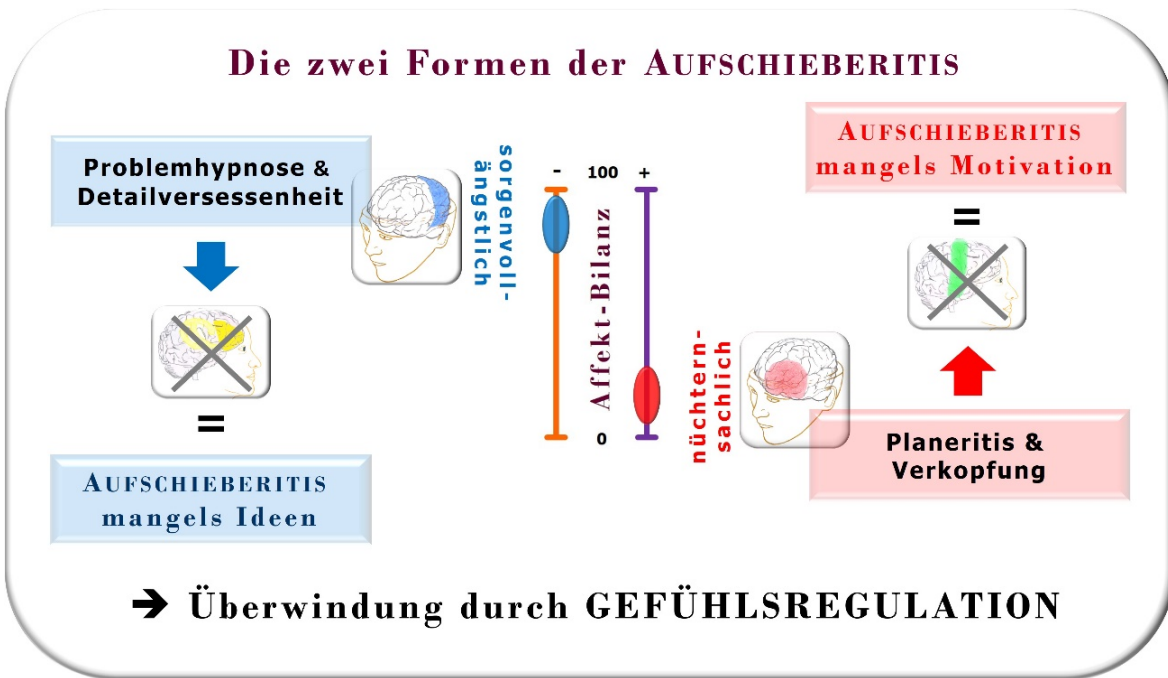 Die zwei Formen der AUFSCHIEBERITIS
Problemhypnose &
Detailversessenheit
=
AUFSCHIEBERITIS
mangels Ideen
sorgenvoll-
ängstlich
- 100 +
Affekt-Bilanz
0
nüchtern-
sachlich
AUFSCHIEBERITIS
mangels Motivation
=
Planeritis &
Verkopfung
➔ Überwindung durch GEFÜHLSREGULATION